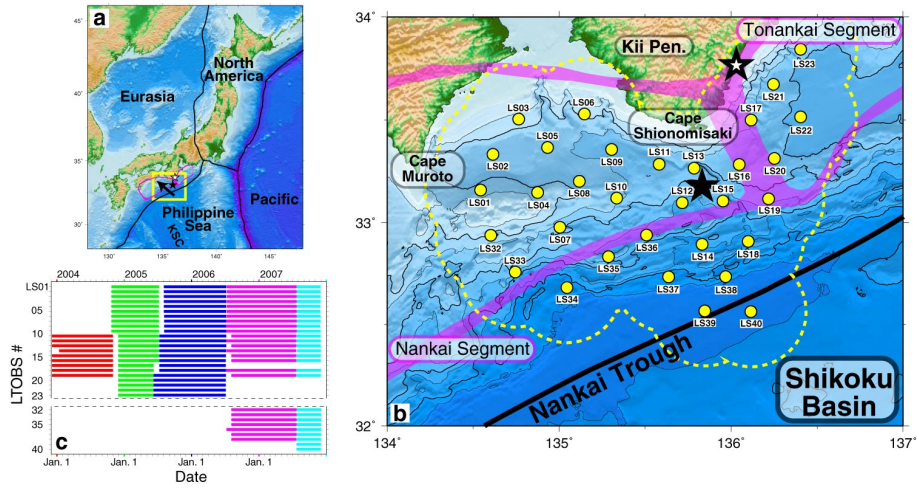 a
45°
40°
35°
30°
130°
135°
140°
145°
North
America
Eurasia
Pacific
Philippine
Sea
KSC
b
34°
33°
32°
134°
135°
136°
137°
Tonankai Segment
Kii Pen.
Cape
Shionomisaki
Cape
Muroto
Nankai Segment
Nankai Trough
Shikoku
Basin
LS23
LS21
LS22
LS17
LS03
LS06
LS05
LS02
LS09
LS11
LS13
LS16
LS20
LS01
LS04
LS08
LS10
LS12
LS15
LS19
LS32
LS07
LS36
LS14
LS18
LS33
LS35
LS34
LS37
LS38
LS39
LS40
c
2004
2005
2006
2007
LS01
05
10
15
20
23
32
35
40
LTOBS #
Jan. 1
Jan. 1
Jan. 1
Jan. 1
Date